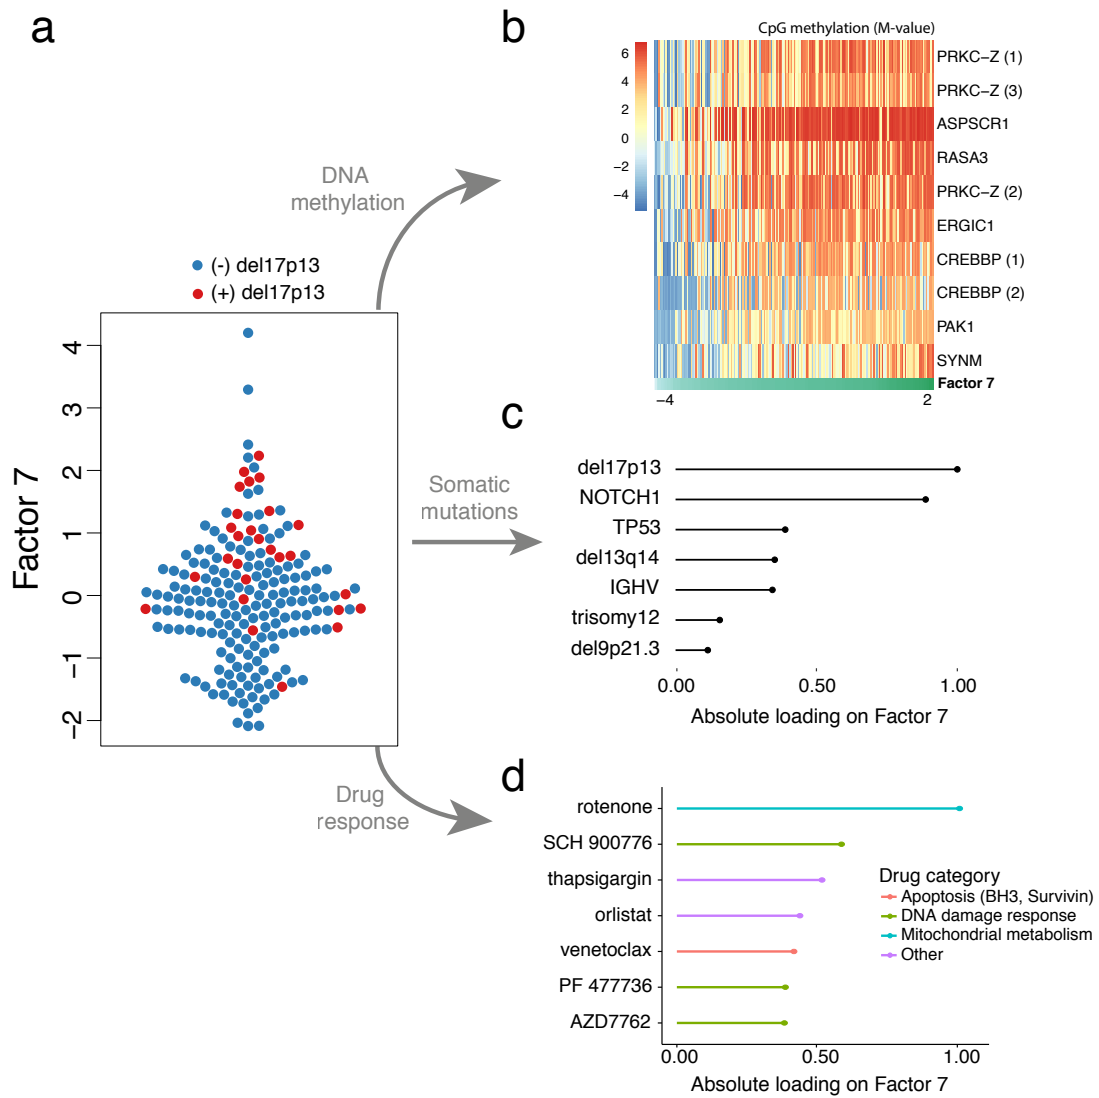 a
DNA
methylation
(-) del17p13
(+) del17p13
Factor 7
4
3
2
1
0
−1
−2
Somatic
mutations
Drug
response
b
CpG methylation (M-value)
6
4
2
0
−2
−4
PRKC−Z (1)
PRKC−Z (3)
ASPSCR1
RASA3
PRKC−Z (2)
ERGIC1
CREBBP (1)
CREBBP (2)
PAK1
SYNM
Factor 7
−4 2
c
del17p13
NOTCH1
TP53
del13q14
IGHV
trisomy12
del9p21.3
0.00 0.50 1.00
Absolute loading on Factor 7
d
rotenone
SCH 900776
thapsigargin
orlistat
venetoclax
PF 477736
AZD7762
Drug category
Apoptosis (BH3, Survivin)
DNA damage response
Mitochondrial metabolism
Other
0.00 0.50 1.00
Absolute loading on Factor 7